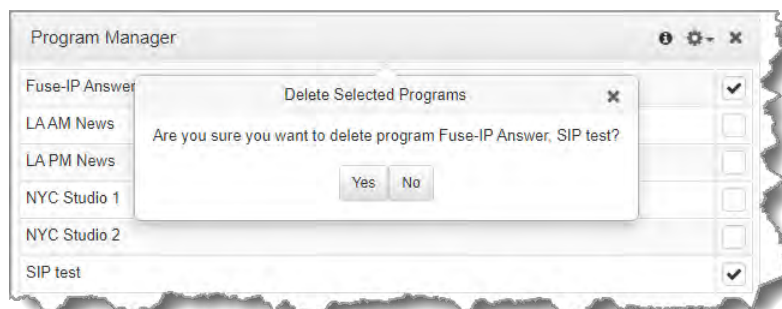 Program Manager
Fuse-IP Answer
Delete Selected Programs
Are you sure you want to delete program Fuse-IP Answer, SIP test?
Yes No
LA AM News
LA PM News
NYC Studio 1
NYC Studio 2
SIP test